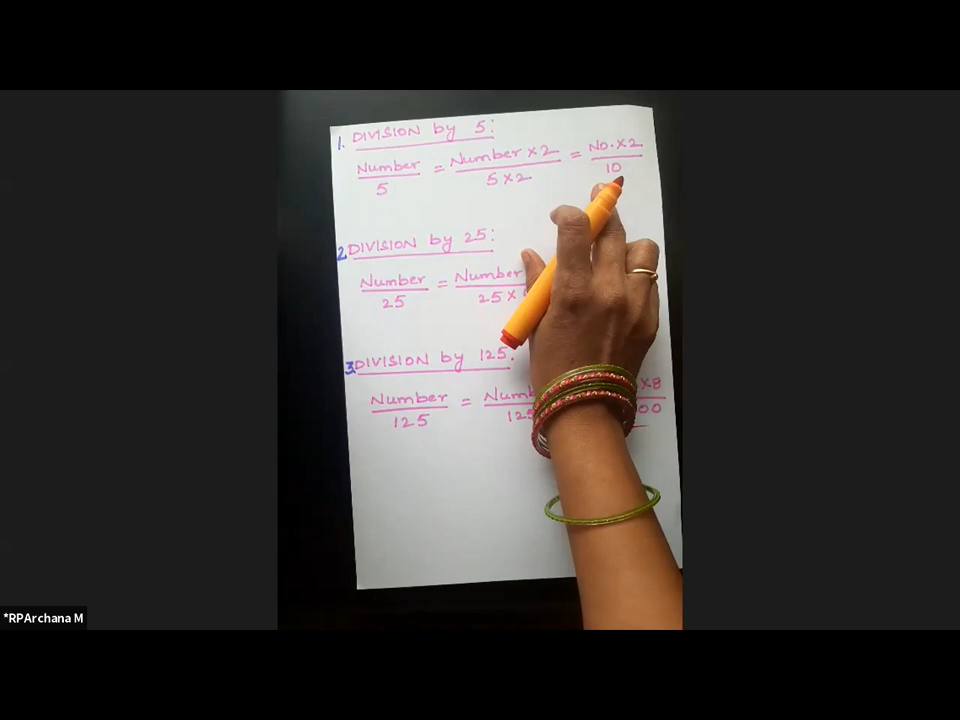 1. DIVISION by 5:
Number/5 = Number×2/5×2 = No.×2/10
2 DIVISION by 25:
Number/25 = Number/25×
3. DIVISION by 125.
Number/125 = Numb/125 ×8/00
*RPArchana M